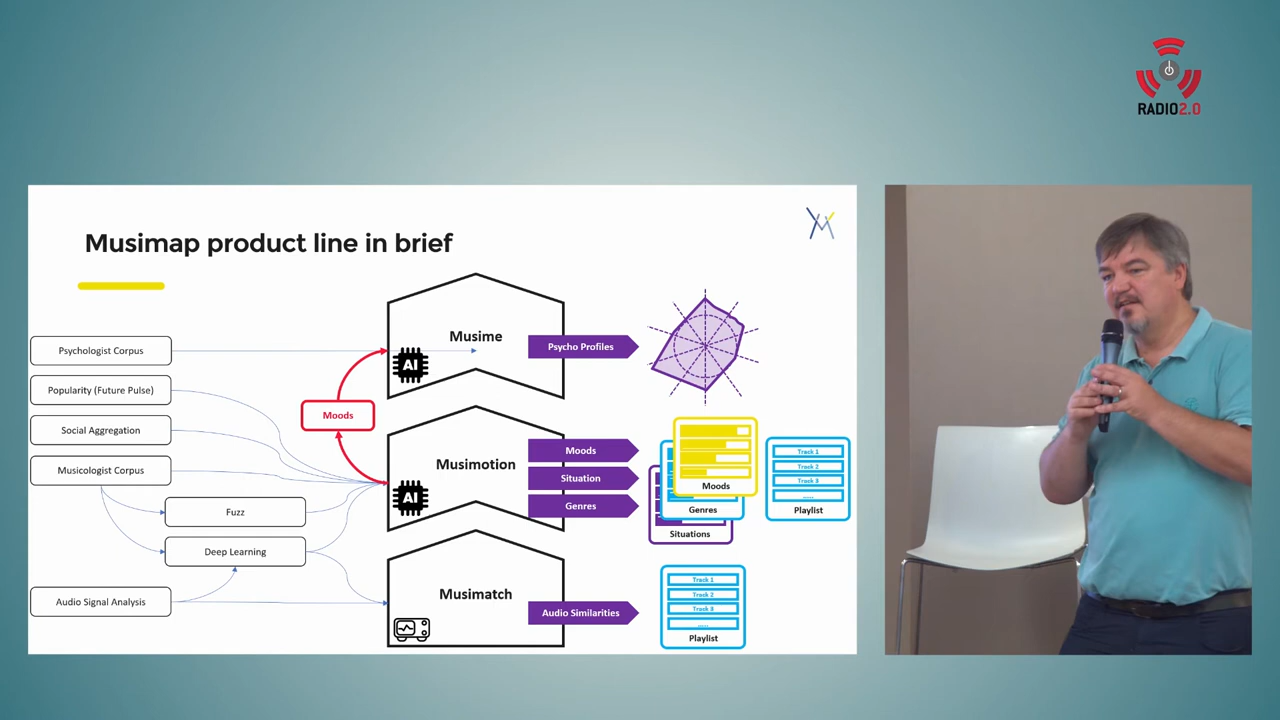 RADIO2.0
Musimap product line in brief
Psychologist Corpus
Popularity (Future Pulse)
Social Aggregation
Musicologist Corpus
Fuzz
Deep Learning
Audio Signal Analysis
Moods
Musime
AI
Psycho Profiles
Musimotion
AI
Moods
Situation
Genres
Moods
Genres
Situations
Track 1
Track 2
Track 3
.....
Playlist
Musimatch
Audio Similarities
Track 1
Track 2
Track 3
.....
Playlist